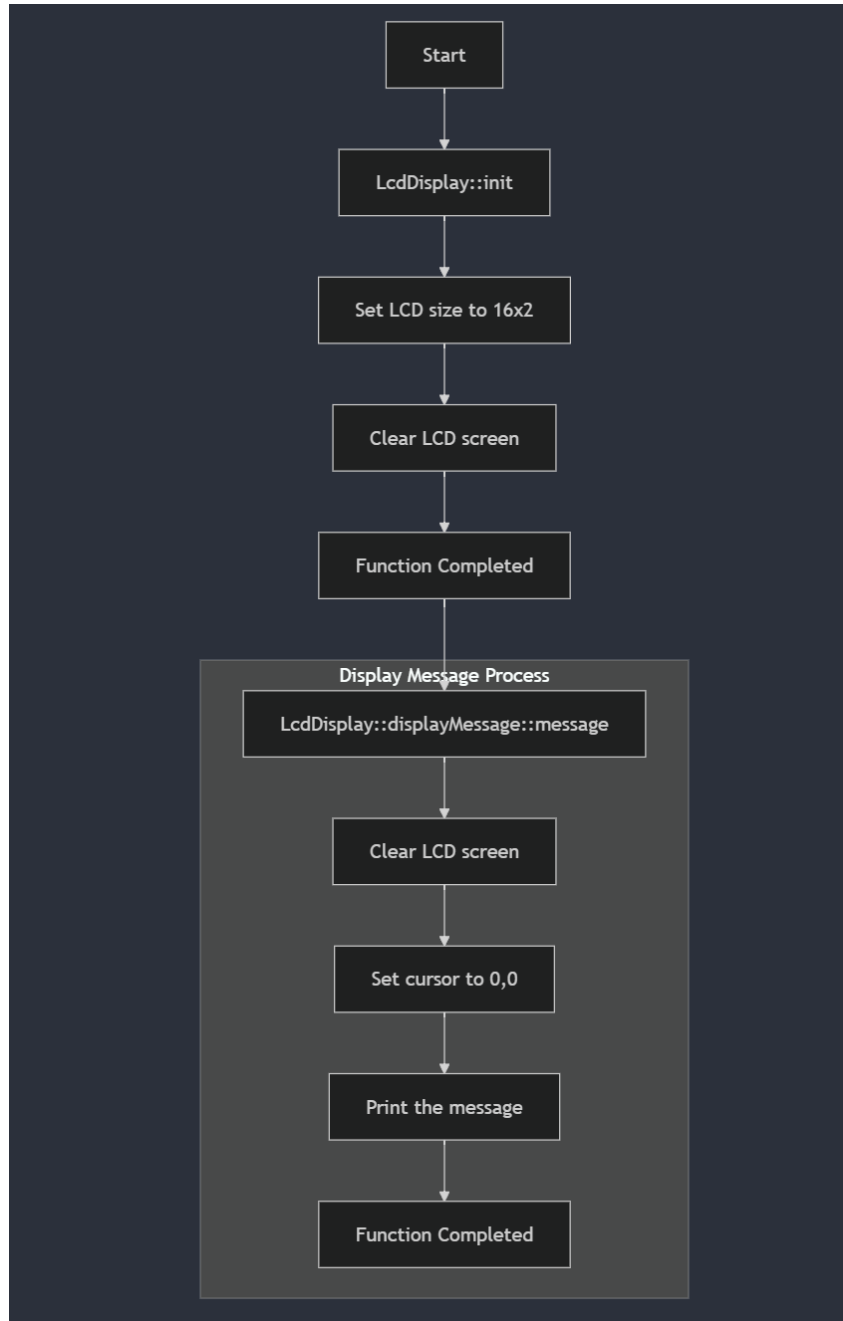 Start
LcdDisplay::init
Set LCD size to 16x2
Clear LCD screen
Function Completed
Display Message Process
LcdDisplay::displayMessage::message
Clear LCD screen
Set cursor to 0,0
Print the message
Function Completed